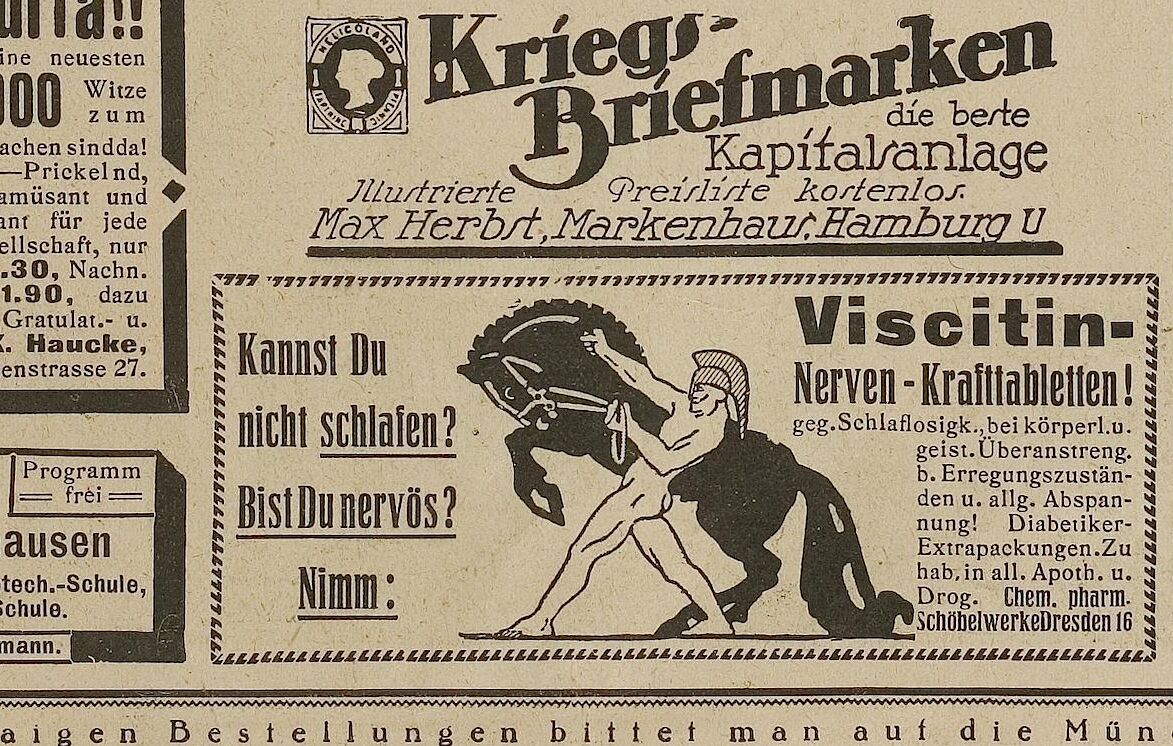 urra!!
ine neuesten
000 Witze
zum
achen sindda!
—Prickelnd,
amüsant und
ant für jede
ellschaft, nur
.30, Nachn.
1.90, dazu
Gratulat.- u.
K. Haucke,
enstrasse 27.
Programm
frei
ausen
tech.-Schule,
Schule.
mann.
HELIGOLAND
Kriegs-
Briefmarken
die beste
Kapitalsanlage
Illustrierte Preisliste kostenlos.
Max Herbst, Markenhaus, Hamburg U
Kannst Du
nicht schlafen?
Bist Du nervös?
Nimm:
Viscitin-
Nerven-Krafttabletten!
geg. Schlaflosigk., bei körperl. u.
geist. Überanstreng.
b. Erregungszustän-
den u. allg. Abspan-
nung! Diabetiker-
Extrapackungen. Zu
hab. in all. Apoth. u.
Drog. Chem. pharm.
Schöbelwerke Dresden 16
aigen Bestellungen bittet man auf die Mün